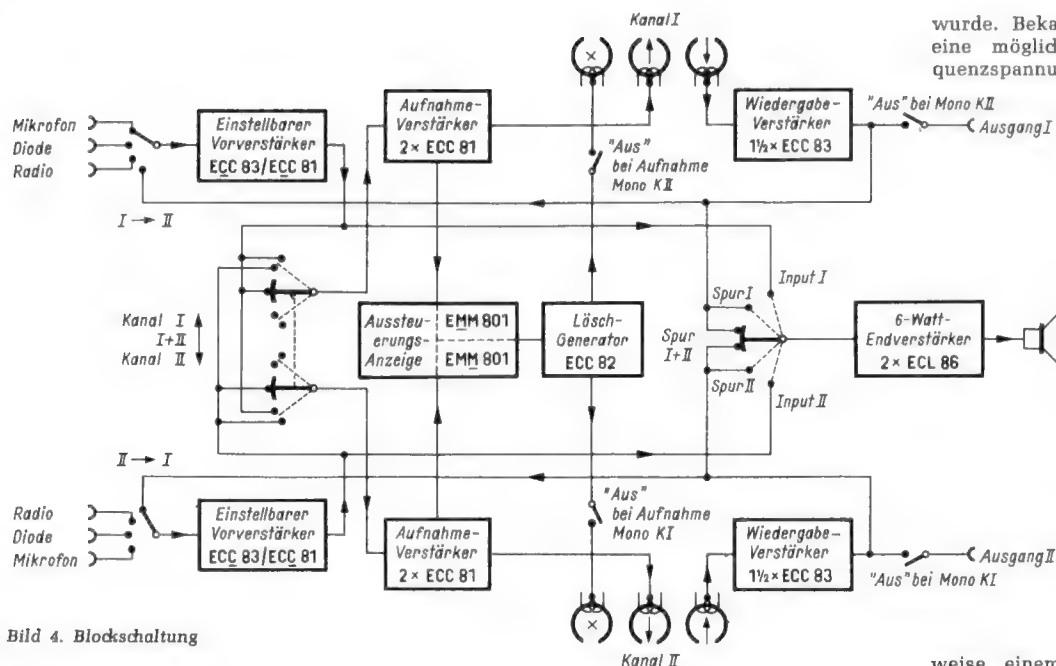 Kanal I
wurde. Beka
eine möglich
quenzspannu
Mikrofon
Diode
Radio
Einstellbarer
Vorverstärker
ECC 83/ECC 81
Aufnahme-
Verstärker
2× ECC 81
×
"Aus"
bei Aufnahme
Mono KII
Wiedergabe-
Verstärker
1½× ECC 83
"Aus" bei Mono KII
Ausgang I
I → II
Kanal I
I+II
Kanal II
Aussteu-
erungs-
Anzeige
EMM 801
EMM 801
Lösch-
Generator
ECC 82
Spur I
Spur
I+II
Spur II
Input I
Input II
6-Watt-
Endverstärker
2× ECL 86
II → I
Radio
Diode
Mikrofon
Einstellbarer
Vorverstärker
ECC 83/ECC 81
Aufnahme-
Verstärker
2× ECC 81
"Aus"
bei Aufnahme
Mono KI
×
Wiedergabe-
Verstärker
1½× ECC 83
Ausgang II
"Aus" bei Mono KI
Bild 4. Blockschaltung
Kanal II
weise einem